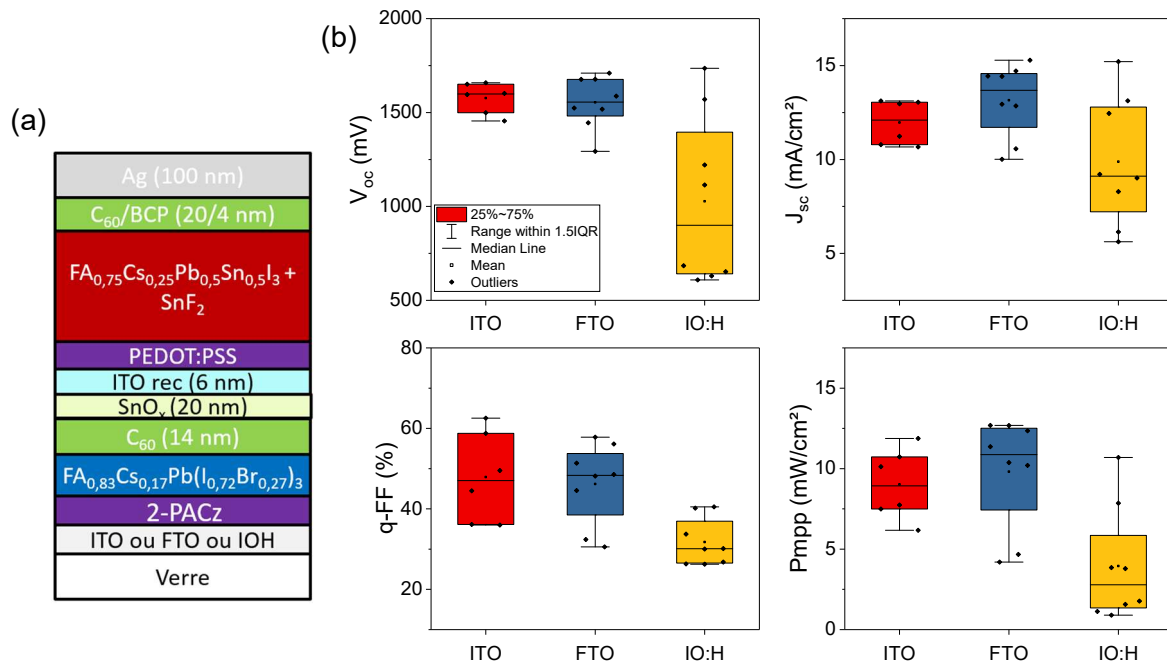 (a)
Ag (100 nm)
C₆₀/BCP (20/4 nm)
FA₀,₇₅Cs₀,₂₅Pb₀,₅Sn₀,₅I₃ +
SnF₂
PEDOT:PSS
ITO rec (6 nm)
SnOₓ (20 nm)
C₆₀ (14 nm)
FA₀,₈₃Cs₀,₁₇Pb(I₀,₇₂Br₀,₂₇)₃
2-PACz
ITO ou FTO ou IOH
Verre
(b)
2000
1500
1000
500
V_oc (mV)
25%~75%
Range within 1.5IQR
Median Line
Mean
Outliers
ITO FTO IO:H
15
10
5
J_sc (mA/cm²)
ITO FTO IO:H
80
60
40
20
q-FF (%)
ITO FTO IO:H
15
10
5
0
Pmpp (mW/cm²)
ITO FTO IO:H